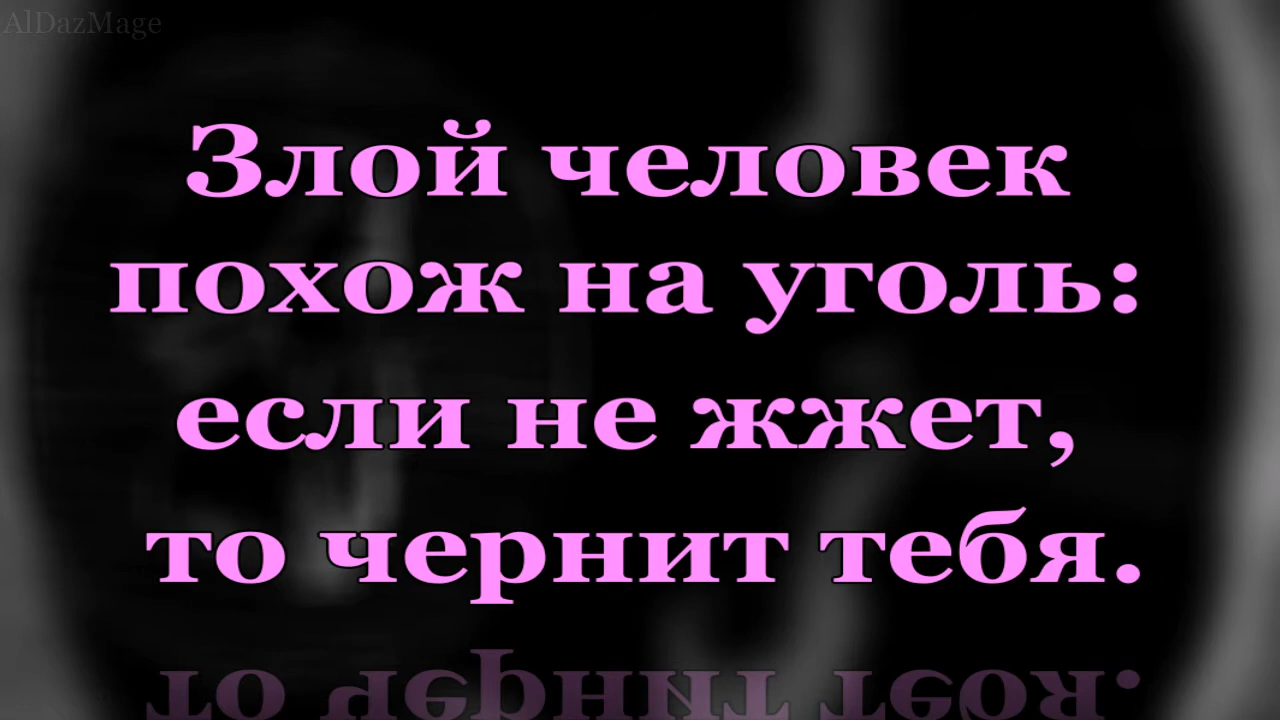 AlDazMage
Злой человек
похож на уголь:
если не жжет,
то чернит тебя.